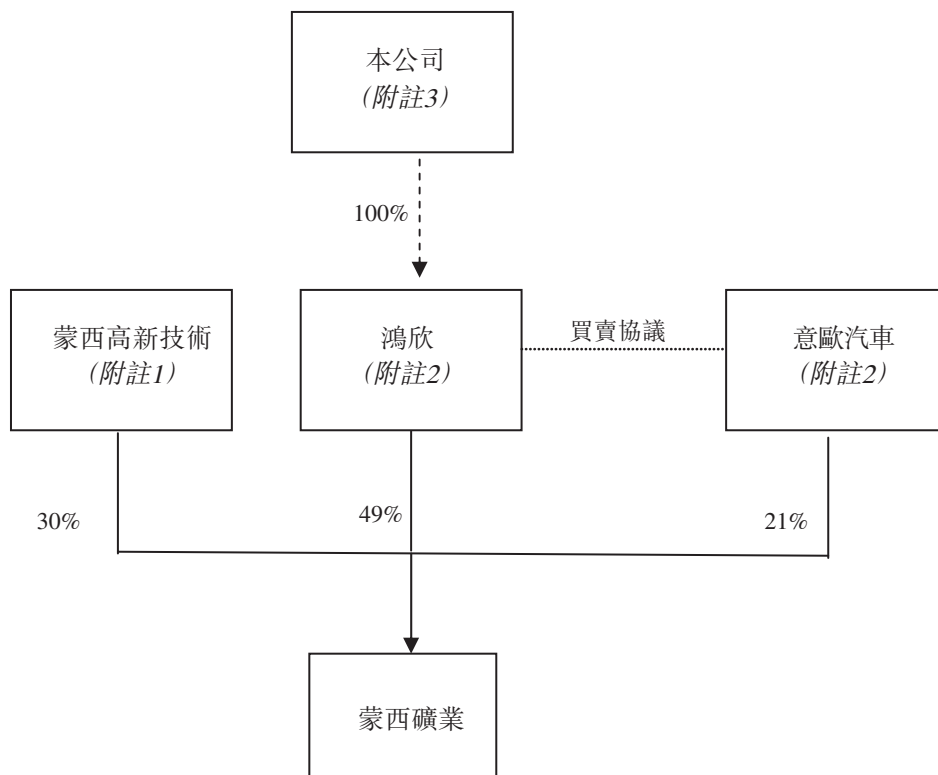 本公司
(附註3)
100%
蒙西高新技術
(附註1)
鴻欣
(附註2)
買賣協議
意歐汽車
(附註2)
30%
49%
21%
蒙西礦業